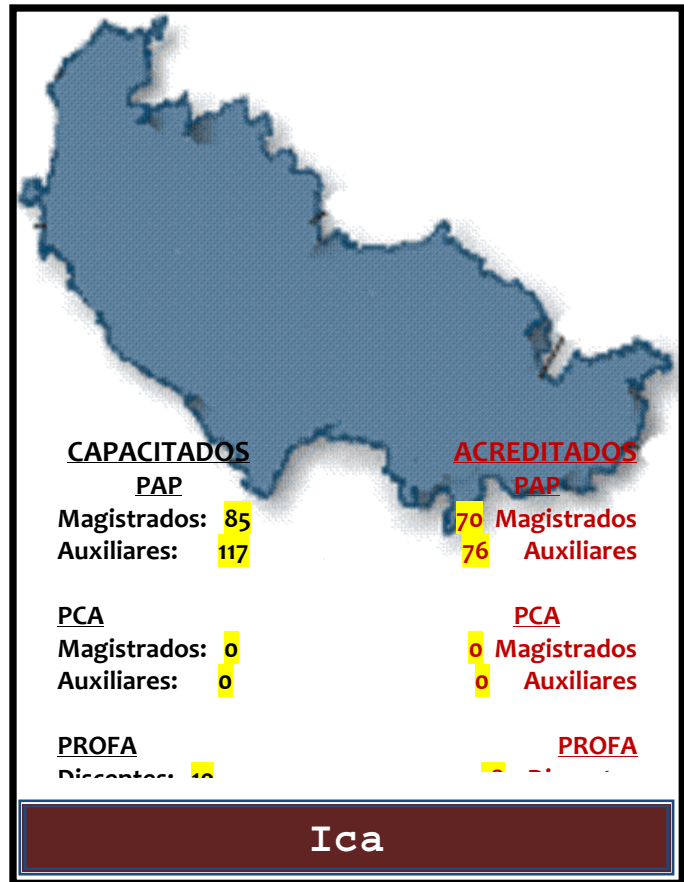 CAPACITADOS ACREDITADOS
PAP PAP
Magistrados: 85 70 Magistrados
Auxiliares: 117 76 Auxiliares
PCA PCA
Magistrados: 0 0 Magistrados
Auxiliares: 0 0 Auxiliares
PROFA PROFA
Discentes:
Ica